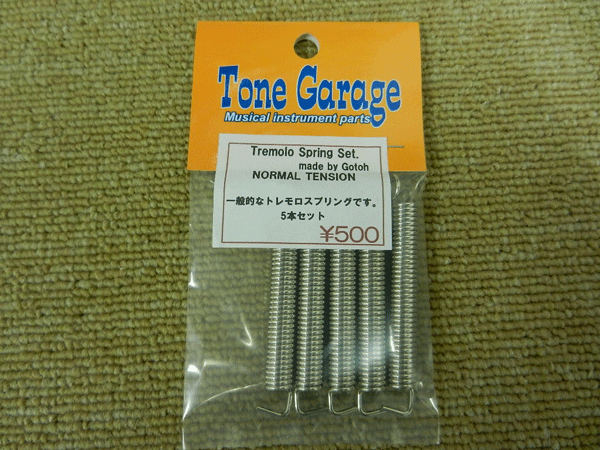 Tone Garage
Musical instrument parts
Tremolo Spring Set.
made by Gotoh
NORMAL TENSION
一般的なトレモロスプリングです。
5本セット
¥500